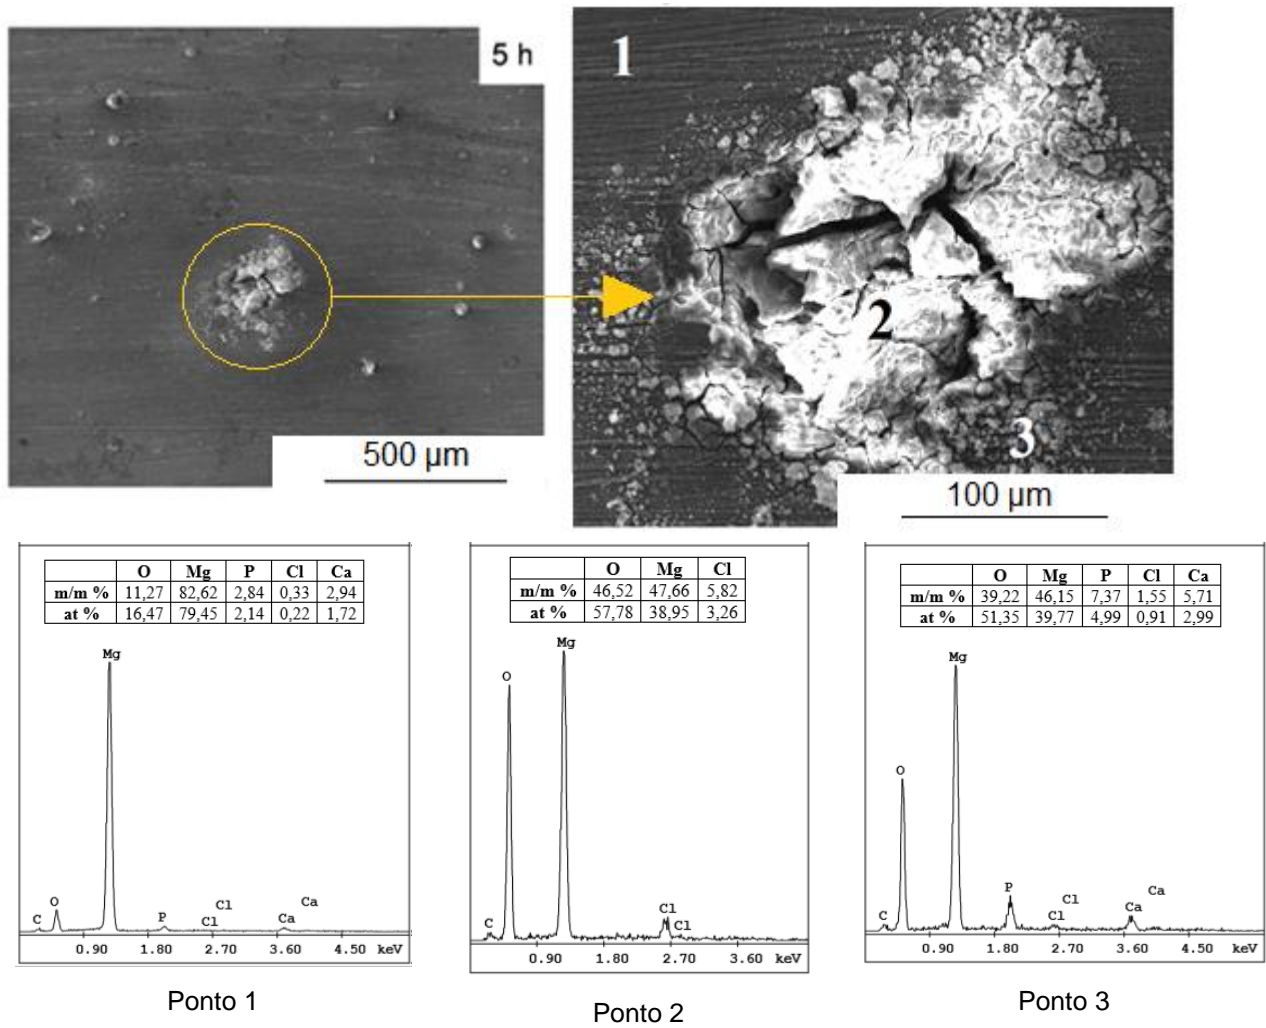 5 h
500 µm
1
2
3
100 µm
O Mg P Cl Ca
m/m % 11,27 82,62 2,84 0,33 2,94
at % 16,47 79,45 2,14 0,22 1,72
Mg
O
C
P
Cl
Cl
Ca
Ca
0.90 1.80 2.70 3.60 4.50 keV
Ponto 1
O Mg Cl
m/m % 46,52 47,66 5,82
at % 57,78 38,95 3,26
Mg
O
C
Cl
Cl
0.90 1.80 2.70 3.60 keV
Ponto 2
O Mg P Cl Ca
m/m % 39,22 46,15 7,37 1,55 5,71
at % 51,35 39,77 4,99 0,91 2,99
Mg
O
C
P
Cl
Cl
Ca
Ca
0.90 1.80 2.70 3.60 4.50 keV
Ponto 3